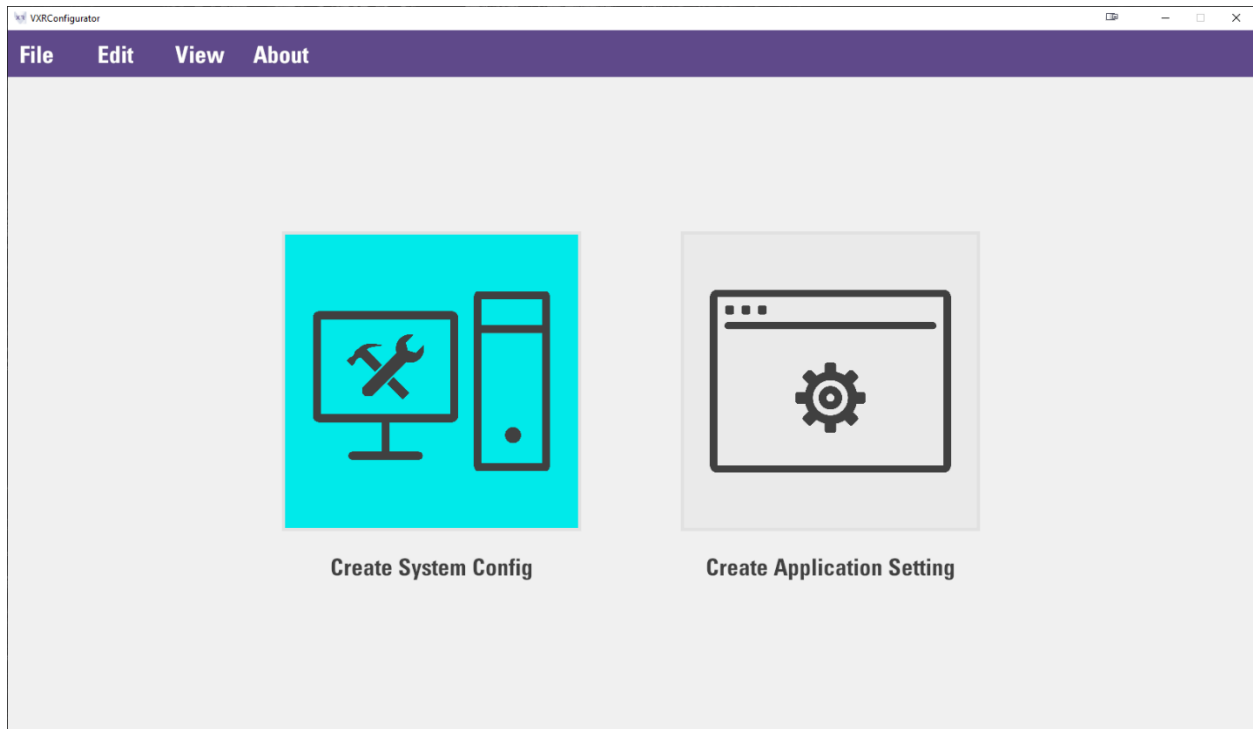 VXRConfigurator
File Edit View About
Create System Config
Create Application Setting